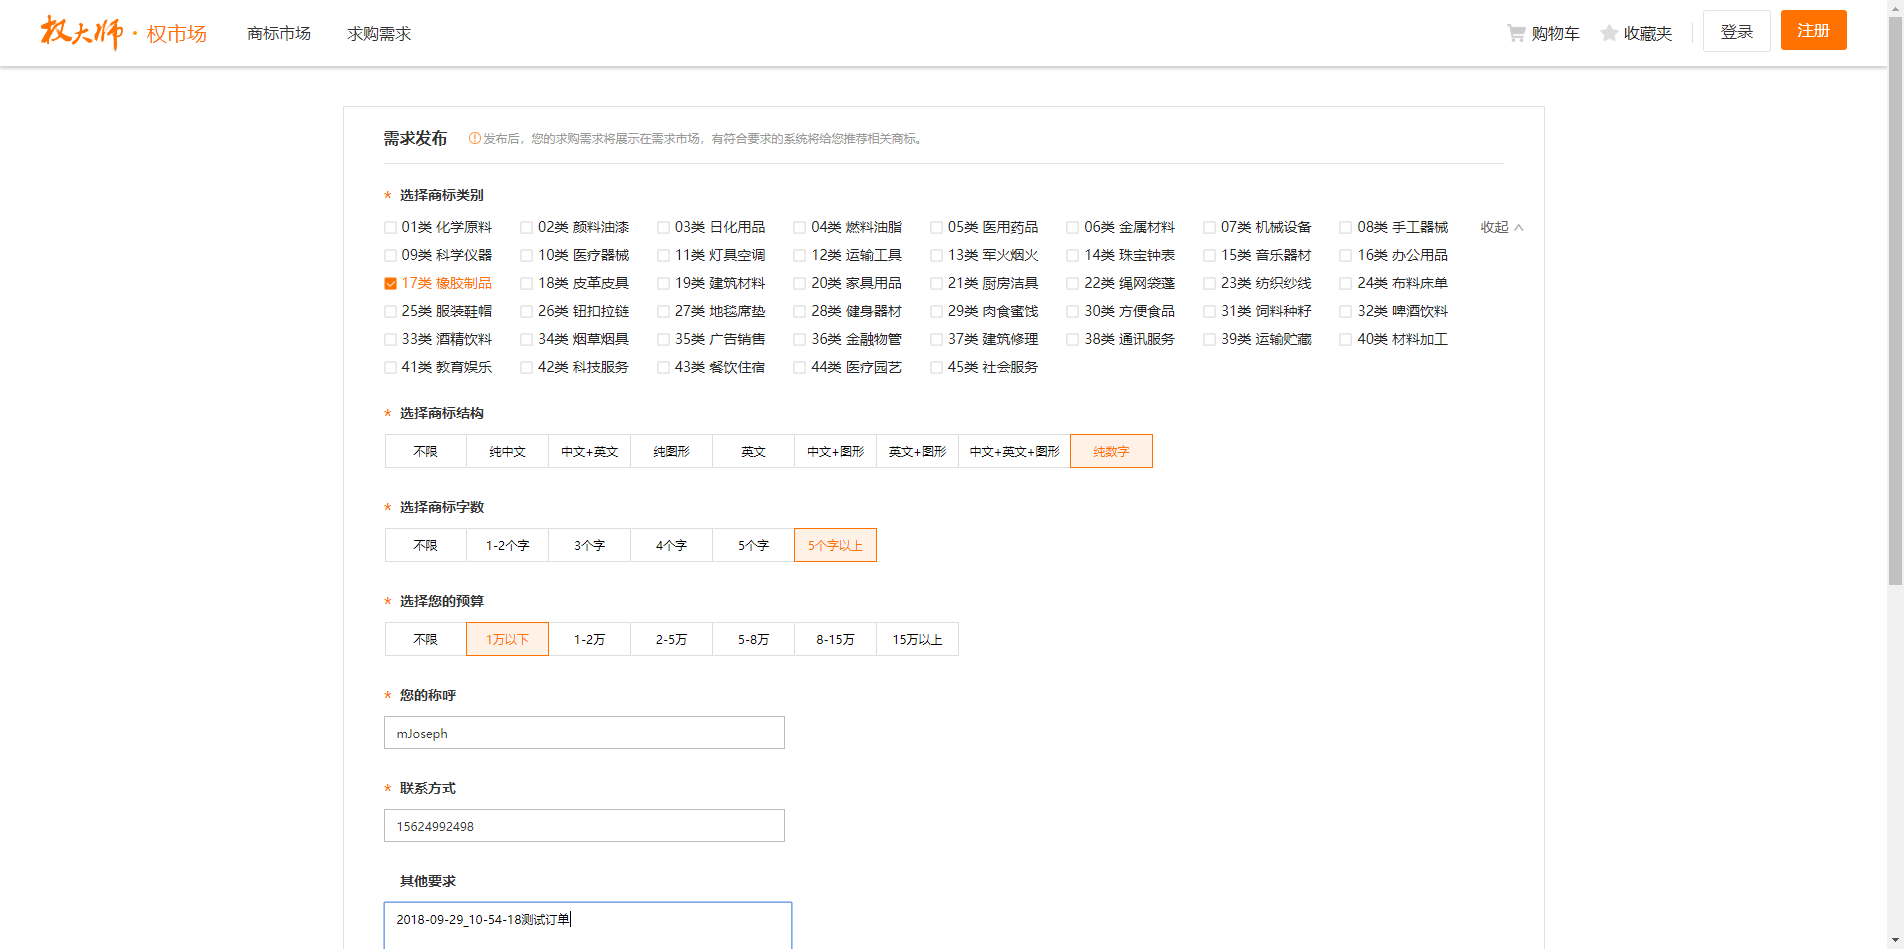 权大师·权市场 商标市场 求购需求 购物车 收藏夹 登录 注册
需求发布 发布后，您的求购需求将展示在需求市场，有符合要求的系统将给您推荐相关商标。
* 选择商标类别
01类 化学原料 02类 颜料油漆 03类 日化用品 04类 燃料油脂 05类 医用药品 06类 金属材料 07类 机械设备 08类 手工器械 收起
09类 科学仪器 10类 医疗器械 11类 灯具空调 12类 运输工具 13类 军火烟火 14类 珠宝钟表 15类 音乐器材 16类 办公用品
17类 橡胶制品 18类 皮革皮具 19类 建筑材料 20类 家具用品 21类 厨房洁具 22类 绳网袋蓬 23类 纺织纱线 24类 布料床单
25类 服装鞋帽 26类 钮扣拉链 27类 地毯席垫 28类 健身器材 29类 肉食蜜饯 30类 方便食品 31类 饲料种籽 32类 啤酒饮料
33类 酒精饮料 34类 烟草烟具 35类 广告销售 36类 金融物管 37类 建筑修理 38类 通讯服务 39类 运输贮藏 40类 材料加工
41类 教育娱乐 42类 科技服务 43类 餐饮住宿 44类 医疗园艺 45类 社会服务
* 选择商标结构
不限 纯中文 中文+英文 纯图形 英文 中文+图形 英文+图形 中文+英文+图形 纯数字
* 选择商标字数
不限 1-2个字 3个字 4个字 5个字 5个字以上
* 选择您的预算
不限 1万以下 1-2万 2-5万 5-8万 8-15万 15万以上
* 您的称呼
mJoseph
* 联系方式
15624992498
其他要求
2018-09-29_10-54-18测试订单